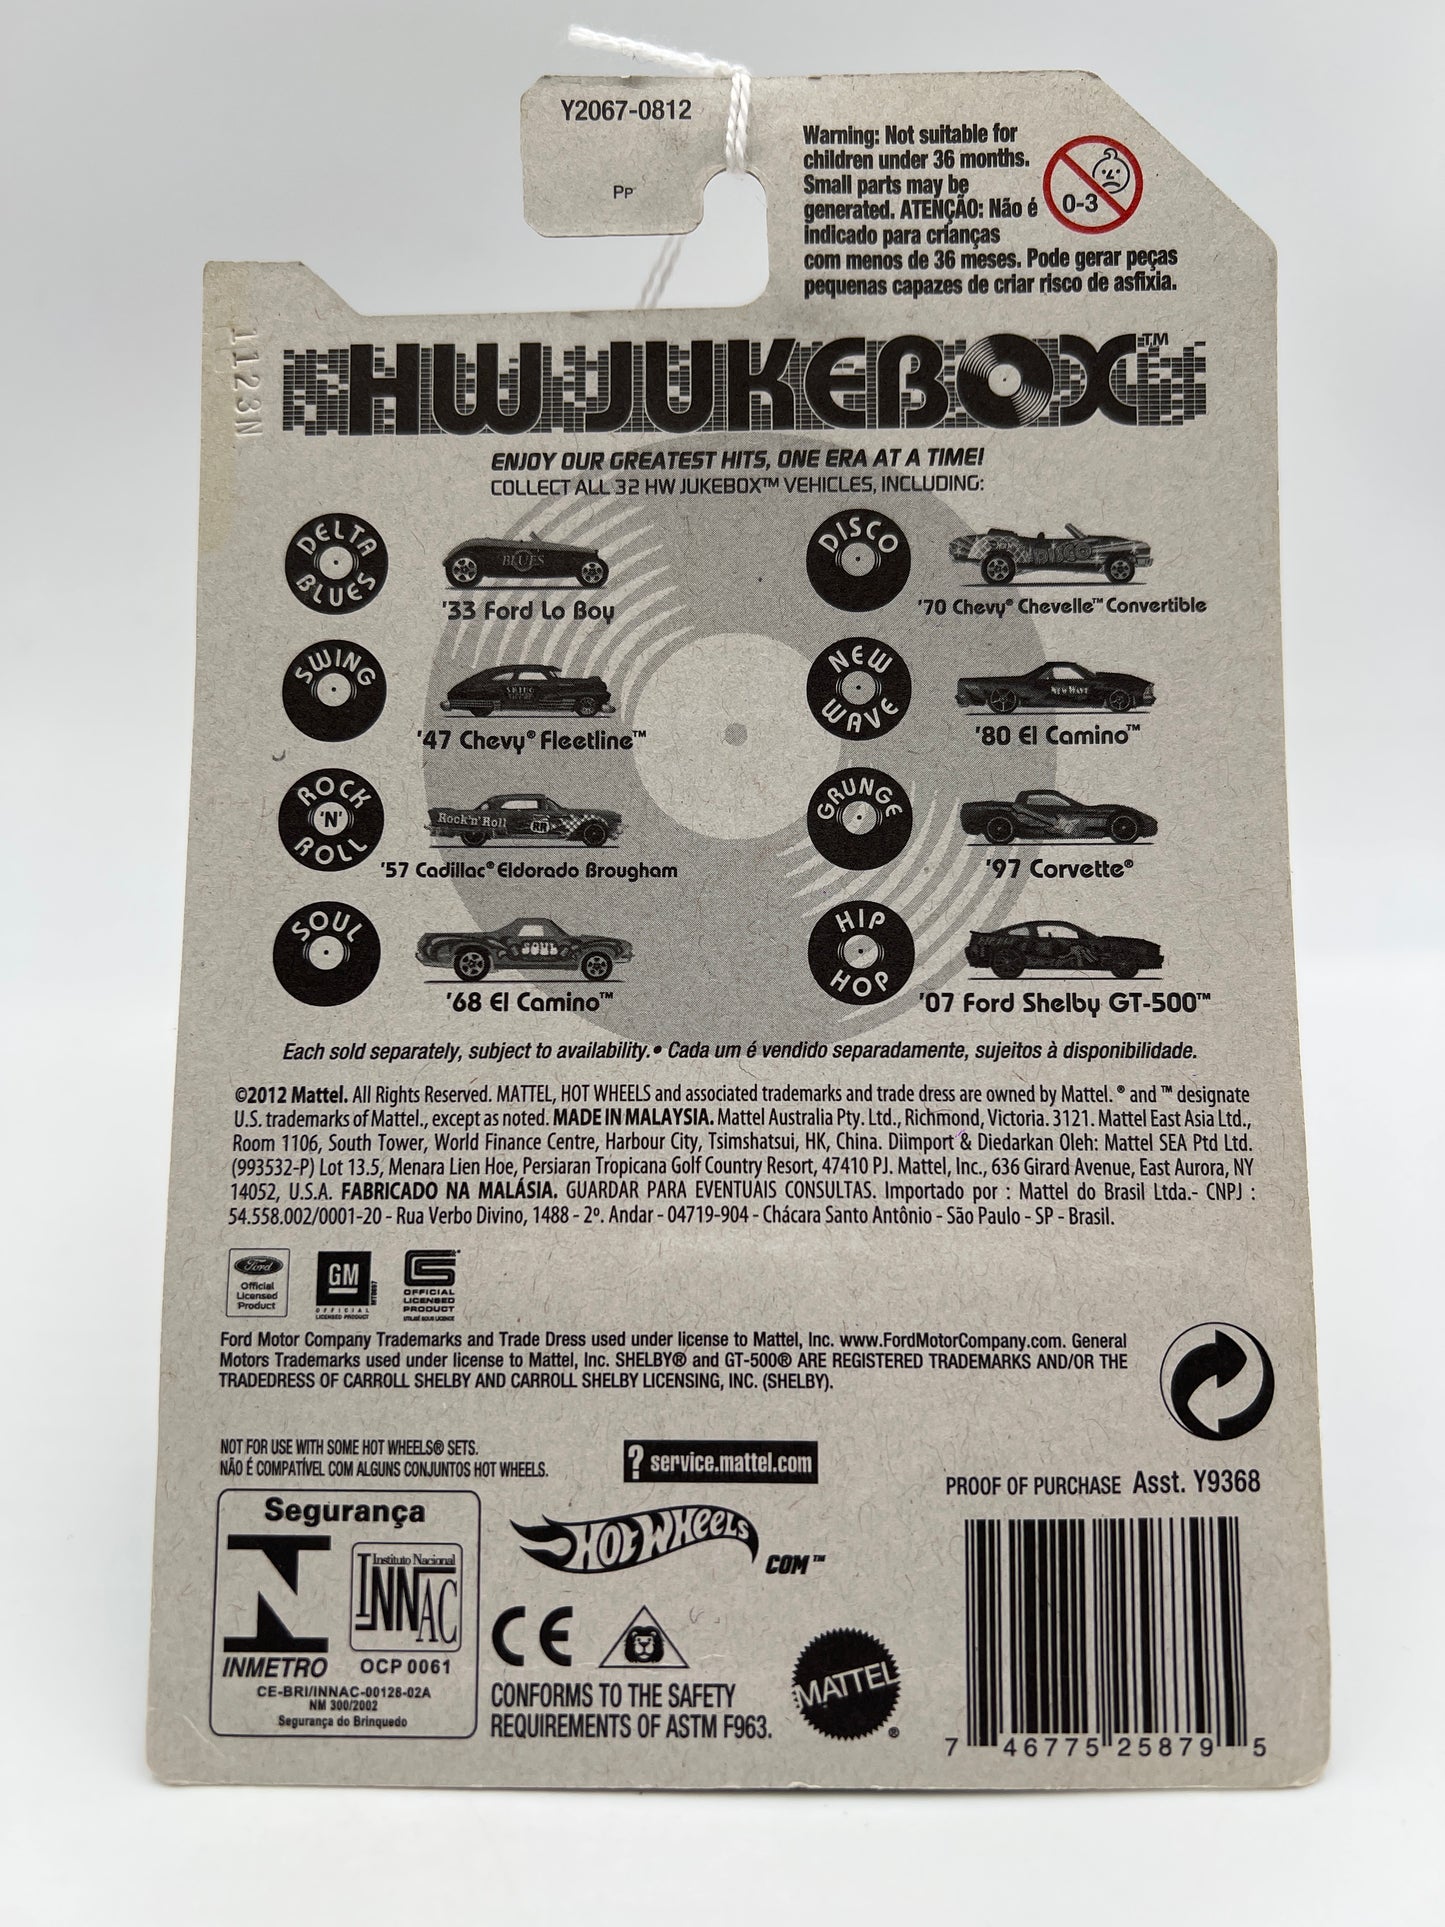 Y2067-0812
PP
Warning: Not suitable for
children under 36 months.
Small parts may be
generated. ATENÇÃO: Não é
indicado para crianças
com menos de 36 meses. Pode gerar peças
pequenas capazes de criar risco de asfixia.
0-3
1123N
HW JUKEBOX™
ENJOY OUR GREATEST HITS, ONE ERA AT A TIME!
COLLECT ALL 32 HW JUKEBOX™ VEHICLES, INCLUDING:
DELTA BLUES
BLUES
'33 Ford Lo Boy
DISCO
DISCO
'70 Chevy® Chevelle™ Convertible
SWING
SWING
'47 Chevy® Fleetline™
NEW WAVE
NEW WAVE
'80 El Camino™
ROCK 'N' ROLL
Rock'n'Roll
RR
'57 Cadillac® Eldorado Brougham
GRUNGE
'97 Corvette®
SOUL
SOUL
'68 El Camino™
HIP HOP
'07 Ford Shelby GT-500™
Each sold separately, subject to availability. • Cada um é vendido separadamente, sujeitos à disponibilidade.
©2012 Mattel. All Rights Reserved. MATTEL, HOT WHEELS and associated trademarks and trade dress are owned by Mattel. ® and ™ designate
U.S. trademarks of Mattel., except as noted. MADE IN MALAYSIA. Mattel Australia Pty. Ltd., Richmond, Victoria. 3121. Mattel East Asia Ltd.,
Room 1106, South Tower, World Finance Centre, Harbour City, Tsimshatsui, HK, China. Diimport & Diedarkan Oleh: Mattel SEA Ptd Ltd.
(993532-P) Lot 13.5, Menara Lien Hoe, Persiaran Tropicana Golf Country Resort, 47410 PJ. Mattel, Inc., 636 Girard Avenue, East Aurora, NY
14052, U.S.A. FABRICADO NA MALÁSIA. GUARDAR PARA EVENTUAIS CONSULTAS. Importado por : Mattel do Brasil Ltda.- CNPJ :
54.558.002/0001-20 - Rua Verbo Divino, 1488 - 2º. Andar - 04719-904 - Chácara Santo Antônio - São Paulo - SP - Brasil.
Ford
Official
Licensed
Product
GM
OFFICIAL
LICENSED PRODUCT
CS
OFFICIAL
LICENSED
PRODUCT
UTILISÉ SOUS LICENCE
Ford Motor Company Trademarks and Trade Dress used under license to Mattel, Inc. www.FordMotorCompany.com. General
Motors Trademarks used under license to Mattel, Inc. SHELBY® and GT-500® ARE REGISTERED TRADEMARKS AND/OR THE
TRADEDRESS OF CARROLL SHELBY AND CARROLL SHELBY LICENSING, INC. (SHELBY).
NOT FOR USE WITH SOME HOT WHEELS® SETS.
NÃO É COMPATÍVEL COM ALGUNS CONJUNTOS HOT WHEELS.
? service.mattel.com
PROOF OF PURCHASE Asst. Y9368
Segurança
INMETRO
Instituto Nacional
INNAC
OCP 0061
CE-BRI/INNAC-00128-02A
NM 300/2002
Segurança do Brinquedo
HOT WHEELS
COM™
CE
CONFORMS TO THE SAFETY
REQUIREMENTS OF ASTM F963.
MATTEL®
7 46775 25879 5